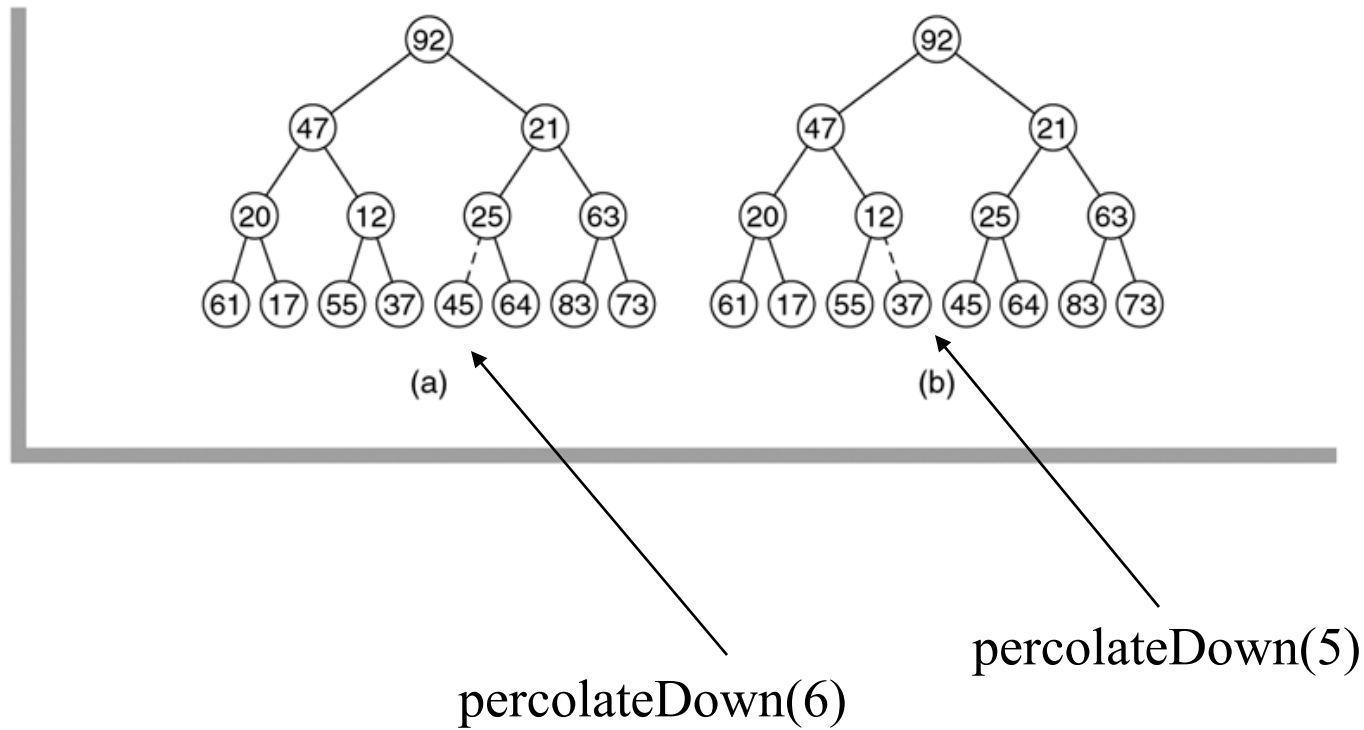 92 92
47 21 47 21
20 12 25 63 20 12 25 63
61 17 55 37 45 64 83 73 61 17 55 37 45 64 83 73
(a) (b)
percolateDown(5)
percolateDown(6)